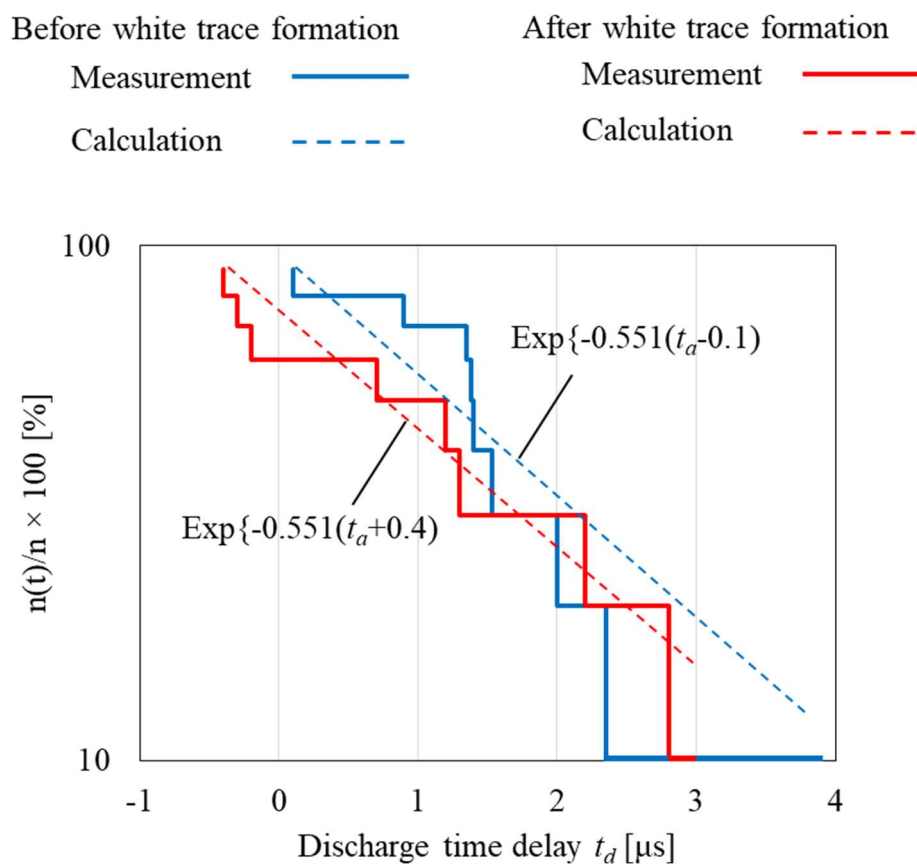 Before white trace formation
Measurement
Calculation
After white trace formation
Measurement
Calculation
100
Exp{-0.551(tₐ-0.1)
Exp{-0.551(tₐ+0.4)
n(t)/n × 100 [%]
10
-1 0 1 2 3 4
Discharge time delay t_d [μs]